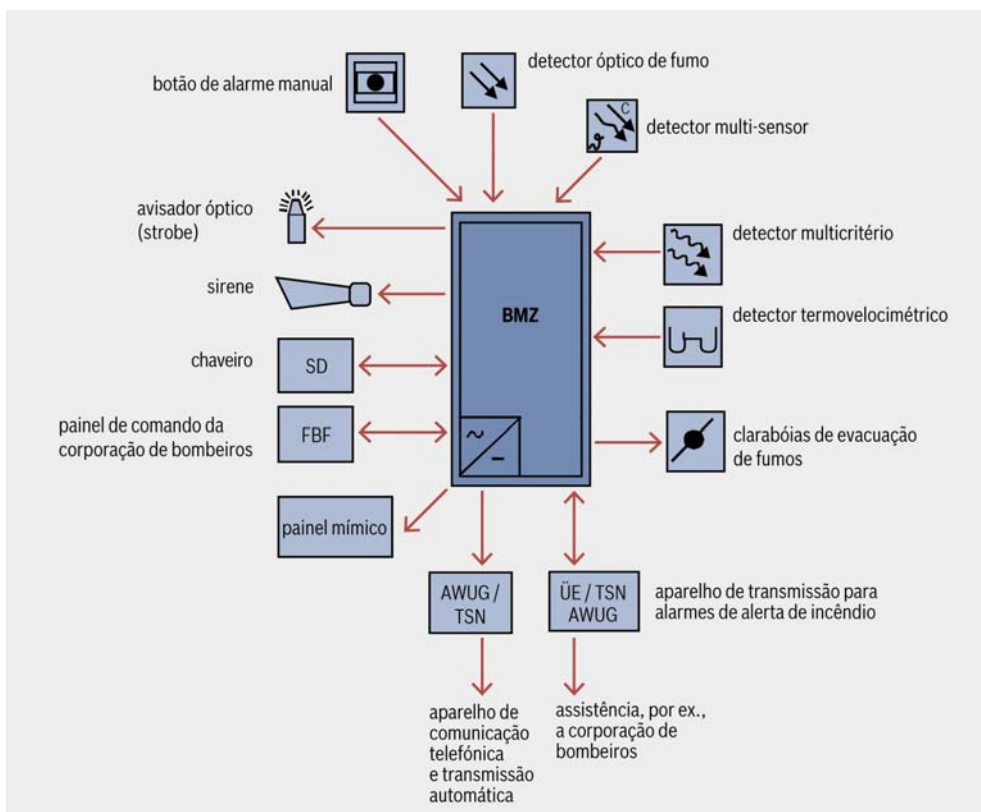 botão de alarme manual
detector óptico de fumo
C
detector multi-sensor
avisador óptico
(strobe)
detector multicritério
sirene
BMZ
detector termovelocimétrico
chaveiro
SD
painel de comando da
corporação de bombeiros
FBF
clarabóias de evacuação
de fumos
painel mímico
AWUG /
TSN
ÜE / TSN
AWUG
aparelho de transmissão para
alarmes de alerta de incêndio
aparelho de
comunicação
telefónica
e transmissão
automática
assistência, por ex.,
a corporação de
bombeiros